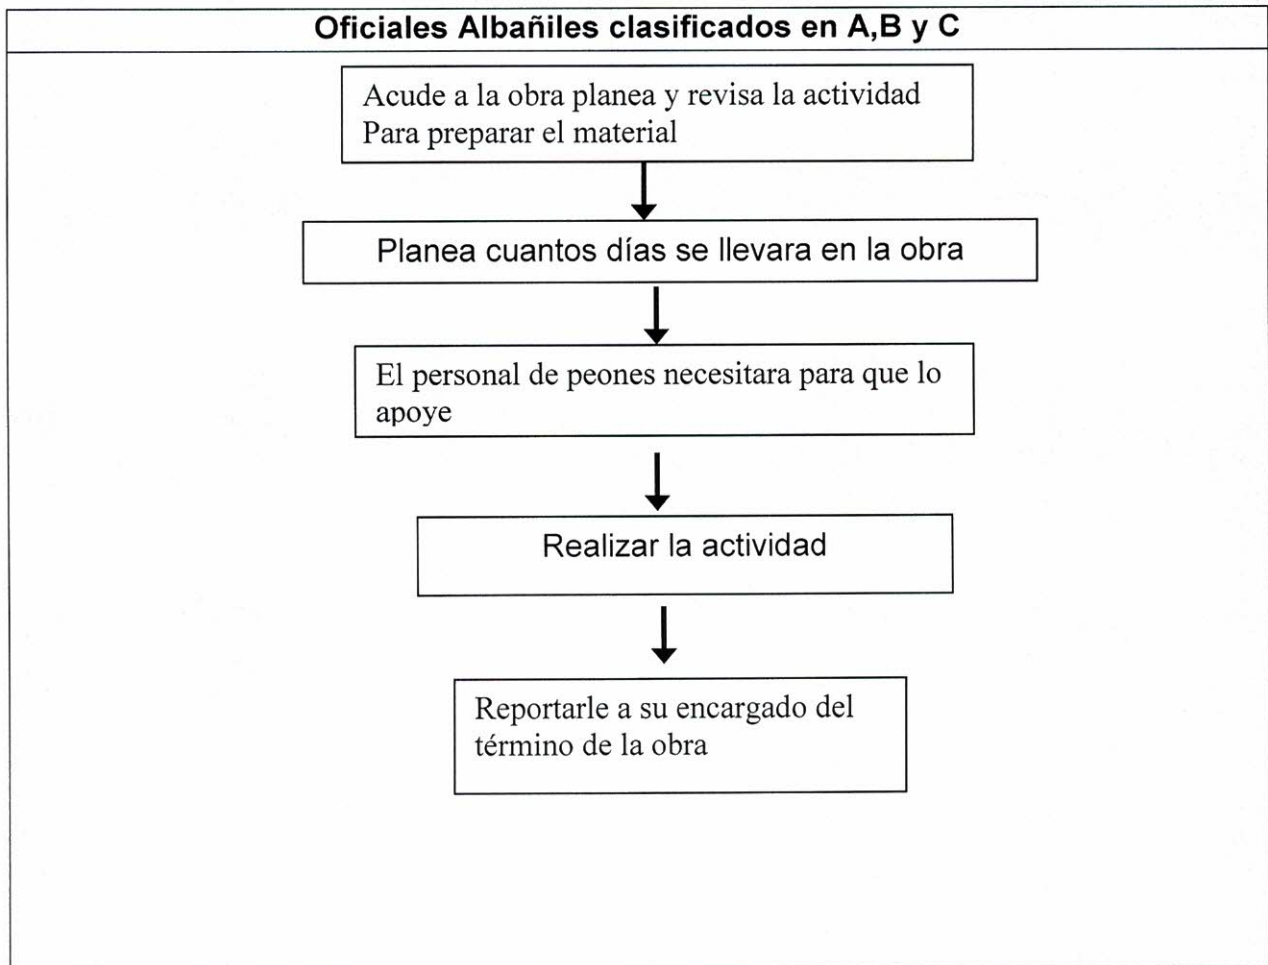 Oficiales Albañiles clasificados en A,B y C
Acude a la obra planea y revisa la actividad
Para preparar el material
Planea cuantos días se llevara en la obra
El personal de peones necesitara para que lo
apoye
Realizar la actividad
Reportarle a su encargado del
término de la obra